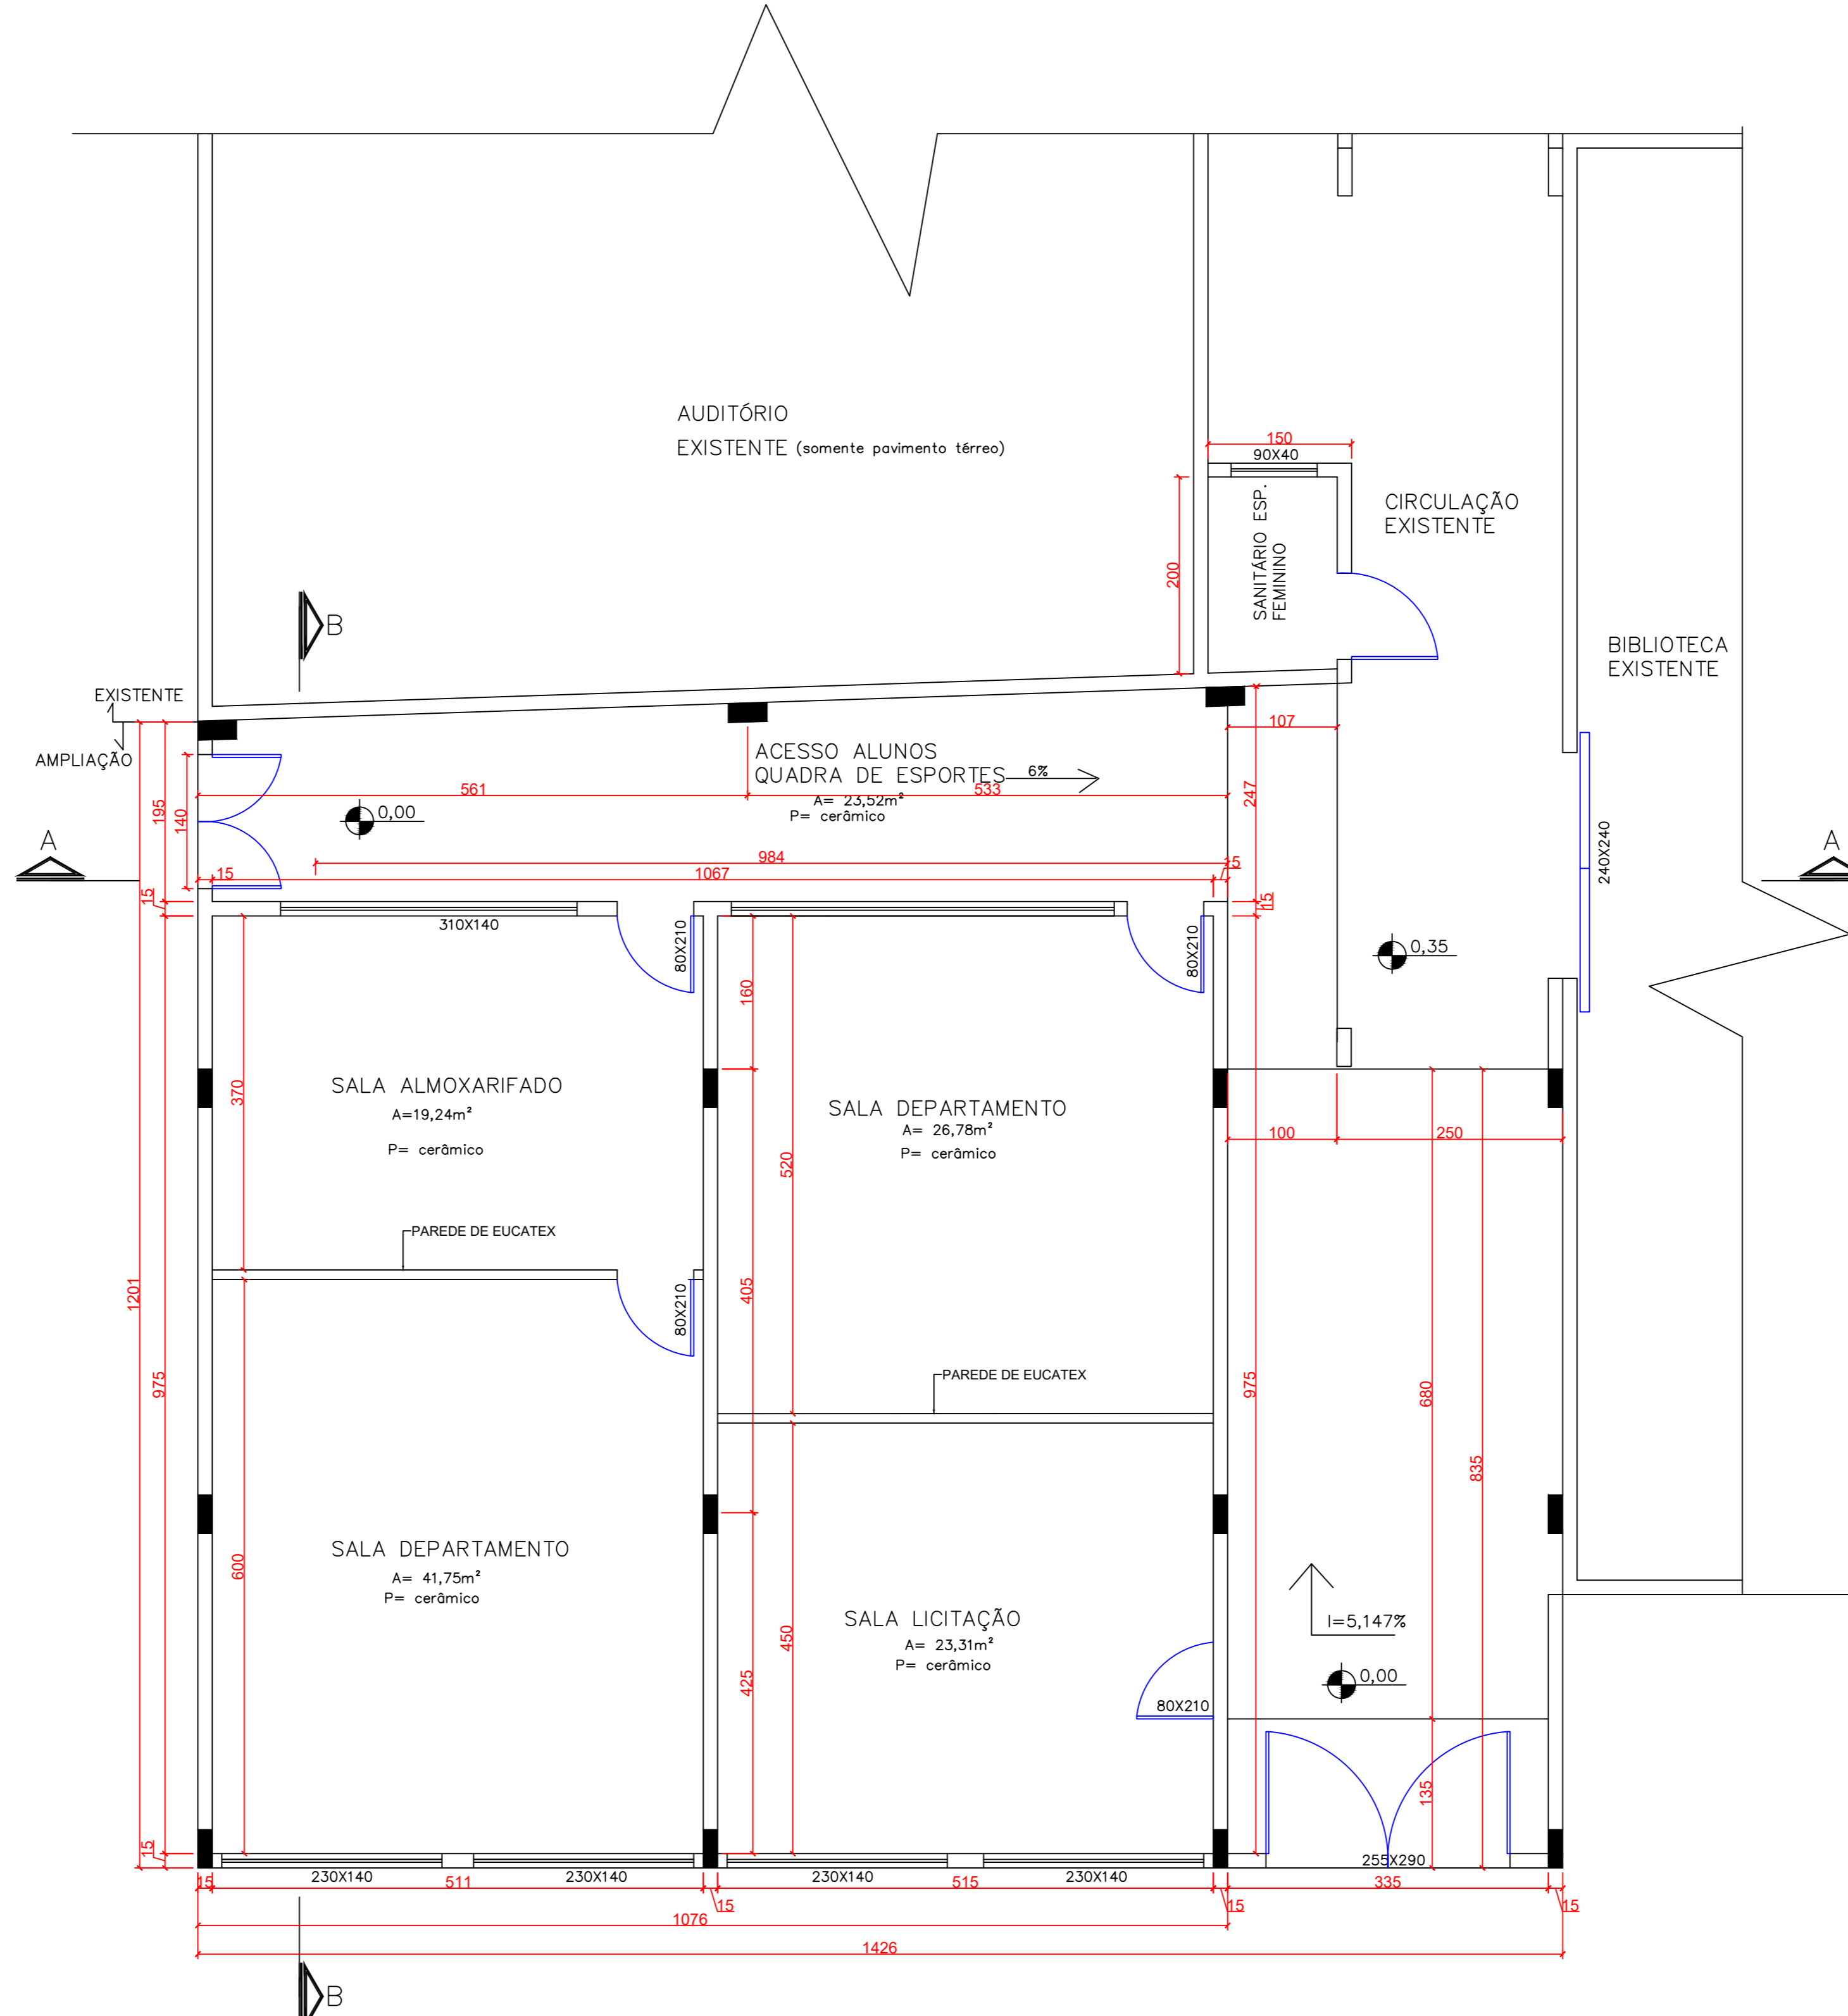 AUDITÓRIO
EXISTENTE (somente pavimento térreo)
150
90X40
SANITÁRIO ESP.
FEMININO
200
CIRCULAÇÃO
EXISTENTE
BIBLIOTECA
EXISTENTE
B
EXISTENTE
AMPLIAÇÃO
107
ACESSO ALUNOS
QUADRA DE ESPORTES
6%
A= 23,52m²
P= cerâmico
561
533
247
195
140
0,00
A
A
240X240
984
1067
15
15
15
15
310X140
80X210
80X210
0,35
160
370
SALA ALMOXARIFADO
A=19,24m²
P= cerâmico
SALA DEPARTAMENTO
A= 26,78m²
P= cerâmico
100
250
520
PAREDE DE EUCATEX
1201
405
80X210
975
975
680
835
PAREDE DE EUCATEX
600
SALA DEPARTAMENTO
A= 41,75m²
P= cerâmico
SALA LICITAÇÃO
A= 23,31m²
P= cerâmico
450
425
I=5,147%
0,00
80X210
135
15
255X290
230X140
230X140
230X140
230X140
15
511
15
515
15
335
15
1076
1426
B